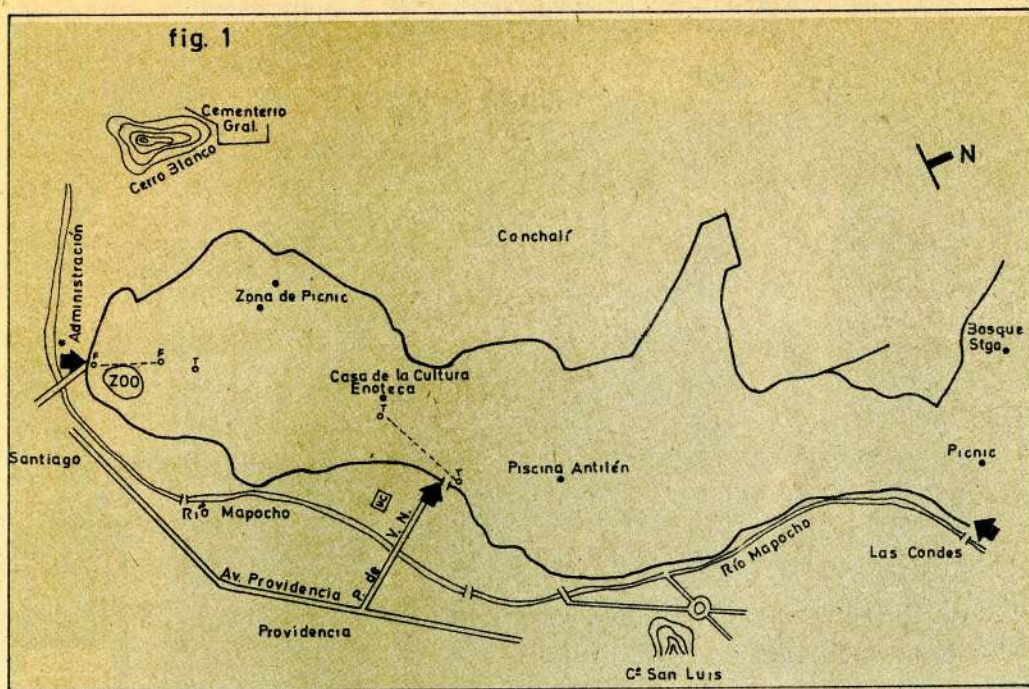 fig. 1
Cementerio
Gral.
Cerro Blanco
N
Conchalí
Administración
Zona de Picnic
Bosque
Stgo
F
F
T
ZOO
Casa de la Cultura
Enoteca
T
T
Santiago
Piscina Antilén
Picnic
Río Mapocho
P. de V. N.
Río Mapocho
Las Condes
Av. Providencia
Providencia
Cº San Luis